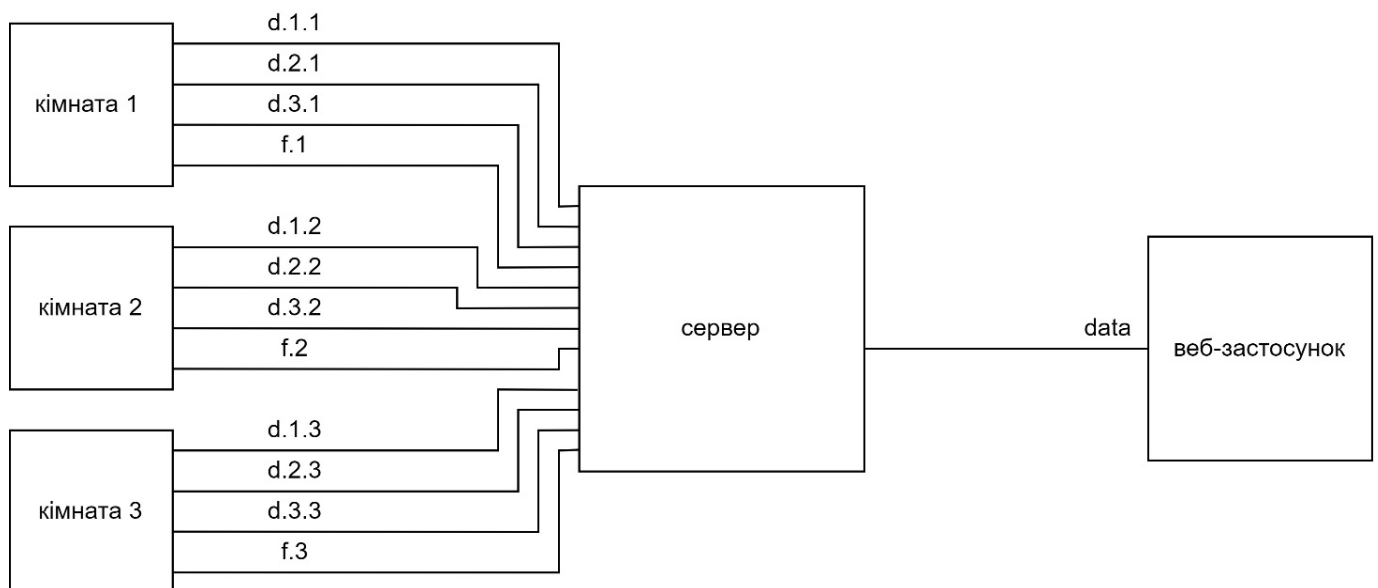 кімната 1
d.1.1
d.2.1
d.3.1
f.1
кімната 2
d.1.2
d.2.2
d.3.2
f.2
кімната 3
d.1.3
d.2.3
d.3.3
f.3
сервер
data
веб-застосунок